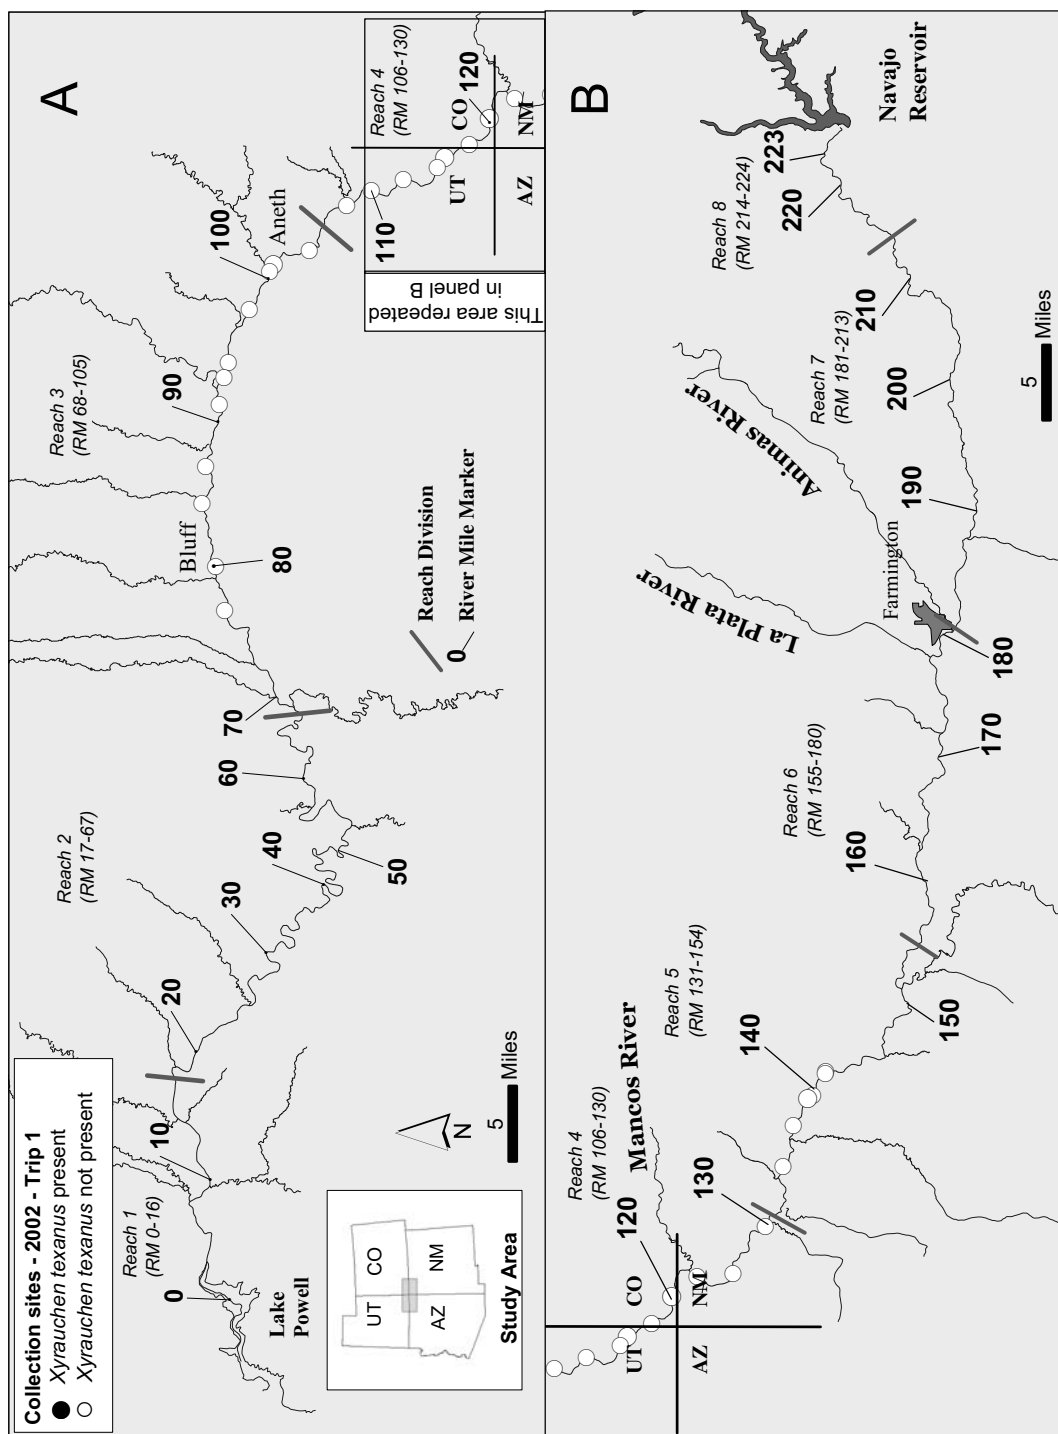 Collection sites - 2002 - Trip 1
Xyrauchen texanus present
Xyrauchen texanus not present
A
Reach 1
(RM 0-16)
Reach 2
(RM 17-67)
Reach 3
(RM 68-105)
Reach 4
(RM 106-130)
0
10
20
30
40
50
60
70
80
90
100
110
120
Lake
Powell
Bluff
Aneth
UT
CO
AZ
NM
This area repeated
in panel B
Reach Division
0
River Mile Marker
N
5
Miles
UT
CO
AZ
NM
Study Area
B
Reach 4
(RM 106-130)
Reach 5
(RM 131-154)
Reach 6
(RM 155-180)
Reach 7
(RM 181-213)
Reach 8
(RM 214-224)
UT
CO
AZ
NM
Mancos River
La Plata River
Animas River
Farmington
Navajo
Reservoir
120
130
140
150
160
170
180
190
200
210
220
223
5
Miles